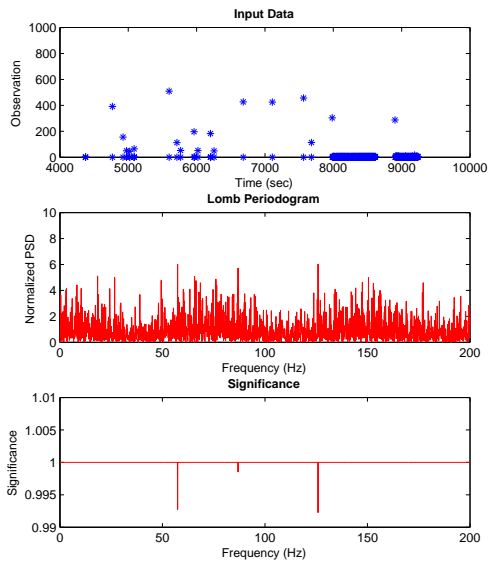 Input Data
1000
800
600
400
200
0
Observation
4000 5000 6000 7000 8000 9000 10000
Time (sec)
Lomb Periodogram
10
8
6
4
2
0
Normalized PSD
0 50 100 150 200
Frequency (Hz)
Significance
1.01
1.005
1
0.995
0.99
Significance
0 50 100 150 200
Frequency (Hz)